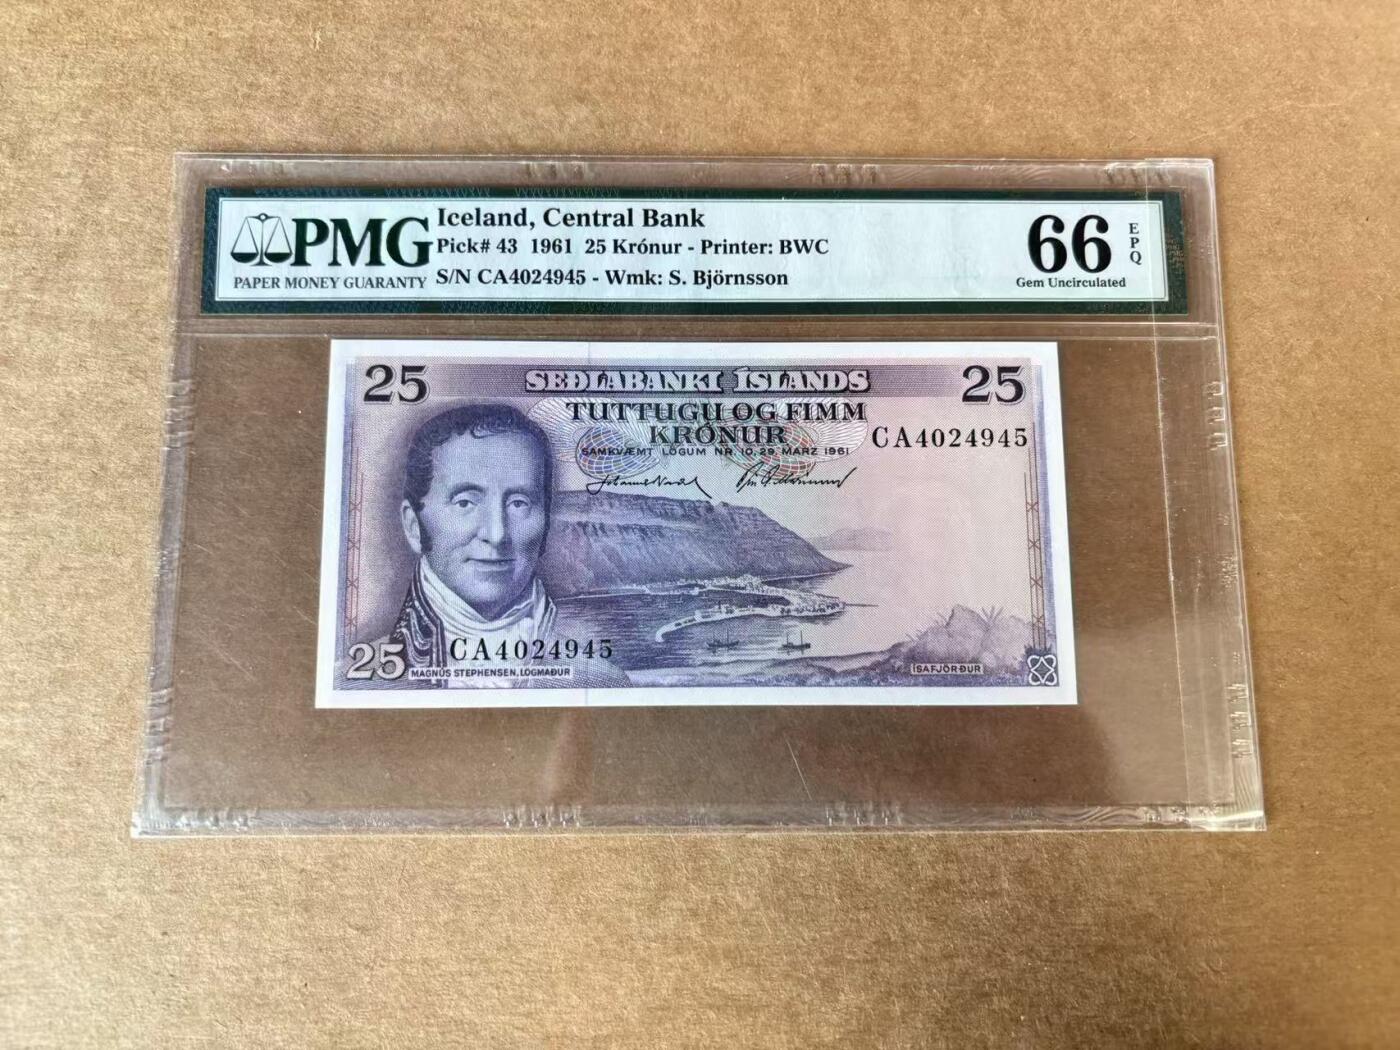 PMG
PAPER MONEY GUARANTY
Iceland, Central Bank
Pick# 43 1961 25 Krónur - Printer: BWC
S/N CA4024945 - Wmk: S. Björnsson
66
EPQ
Gem Uncirculated
25 SEÐLABANKI ÍSLANDS 25
TUTTUGU OG FIMM
KRÓNUR
CA4024945
SAMKVÆMT LÖGUM NR. 10, 29. MARZ 1961
CA4024945
25
MAGNÚS STEPHENSEN, LÖGMAÐUR
ÍSAFJÖRÐUR